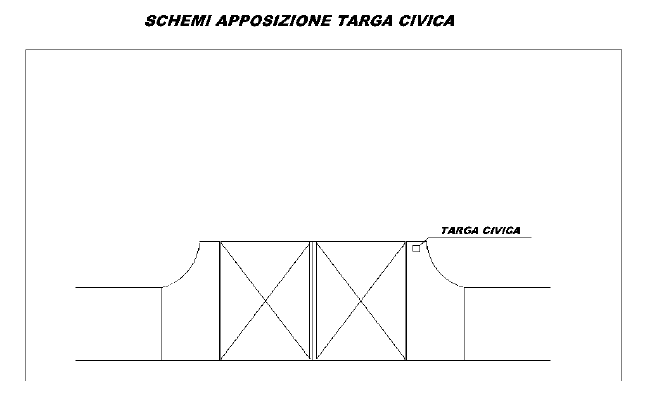 SCHEMI APPOSIZIONE TARGA CIVICA
TARGA CIVICA